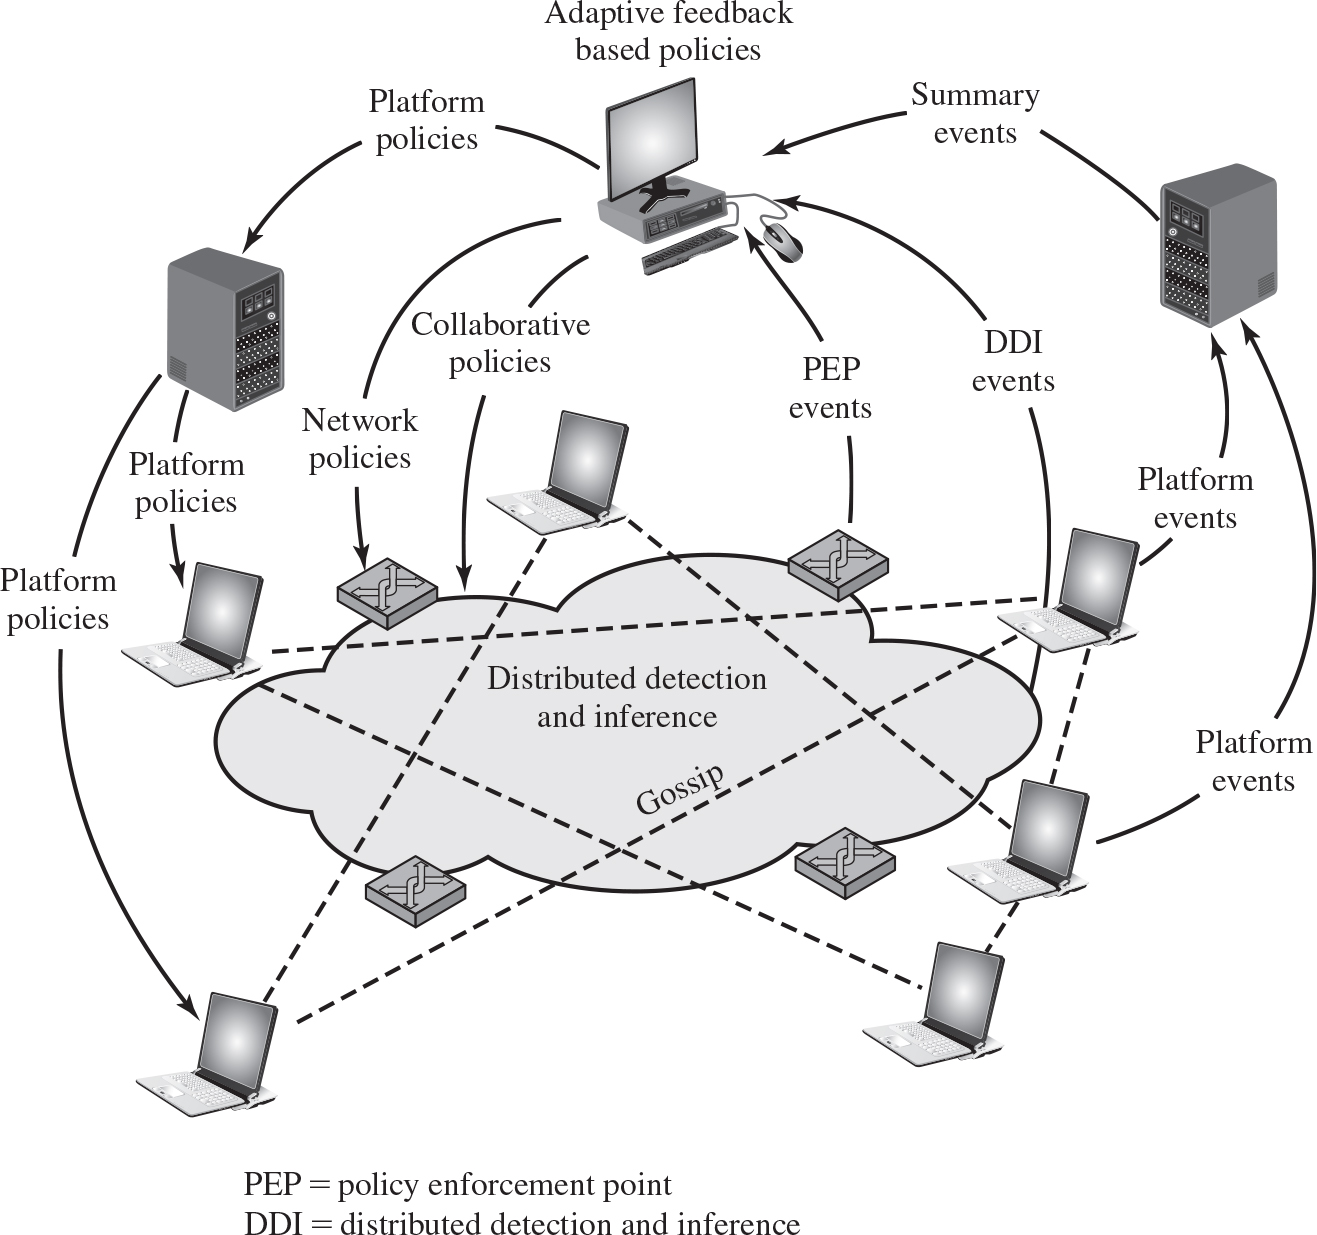 Adaptive feedback
based policies
Platform
policies
Summary
events
Collaborative
policies
DDI
events
PEP
events
Network
policies
Platform
policies
Platform
events
Platform
policies
Distributed detection
and inference
Gossip
Platform
events
PEP = policy enforcement point
DDI = distributed detection and inference